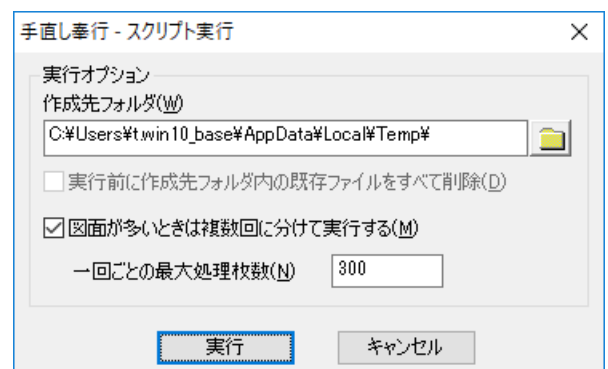 手直し奉行 - スクリプト実行
実行オプション
作成先フォルダ(W)
C:¥Users¥t.win10_base¥AppData¥Local¥Temp¥
実行前に作成先フォルダ内の既存ファイルをすべて削除(D)
図面が多いときは複数回に分けて実行する(M)
一回ごとの最大処理枚数(N) 300
実行 キャンセル